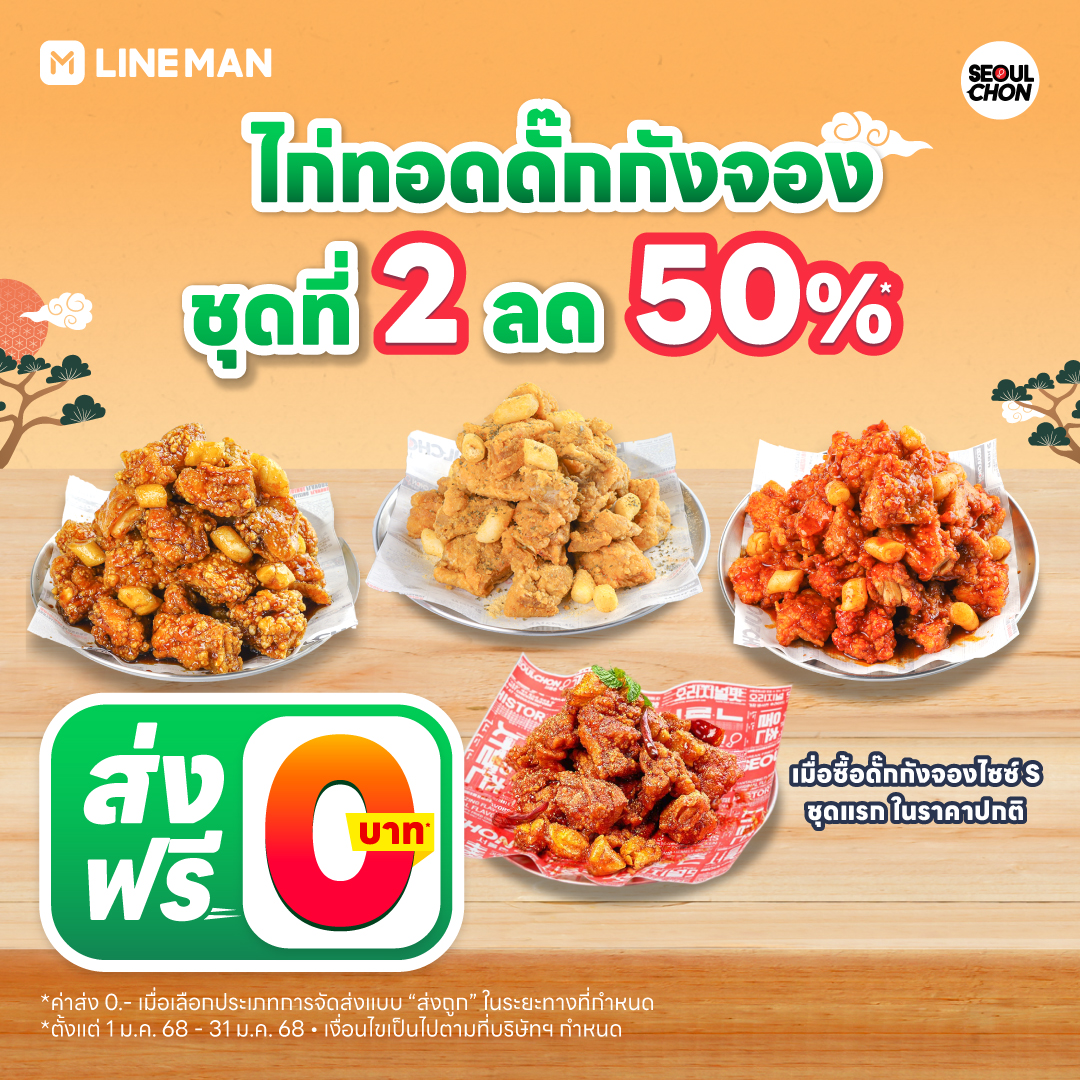 LINE MAN
SEOUL
CHON
ไก่ทอดดั๊กกังจอง
ชุดที่ 2 ลด 50%*
เมื่อซื้อดั๊กกังจองไซซ์ S
ชุดแรก ในราคาปกติ
ส่ง
ฟรี
0
บาท*
*ค่าส่ง 0.- เมื่อเลือกประเภทการจัดส่งแบบ “ส่งถูก” ในระยะทางที่กำหนด
*ตั้งแต่ 1 ม.ค. 68 - 31 ม.ค. 68 • เงื่อนไขเป็นไปตามที่บริษัทฯ กำหนด